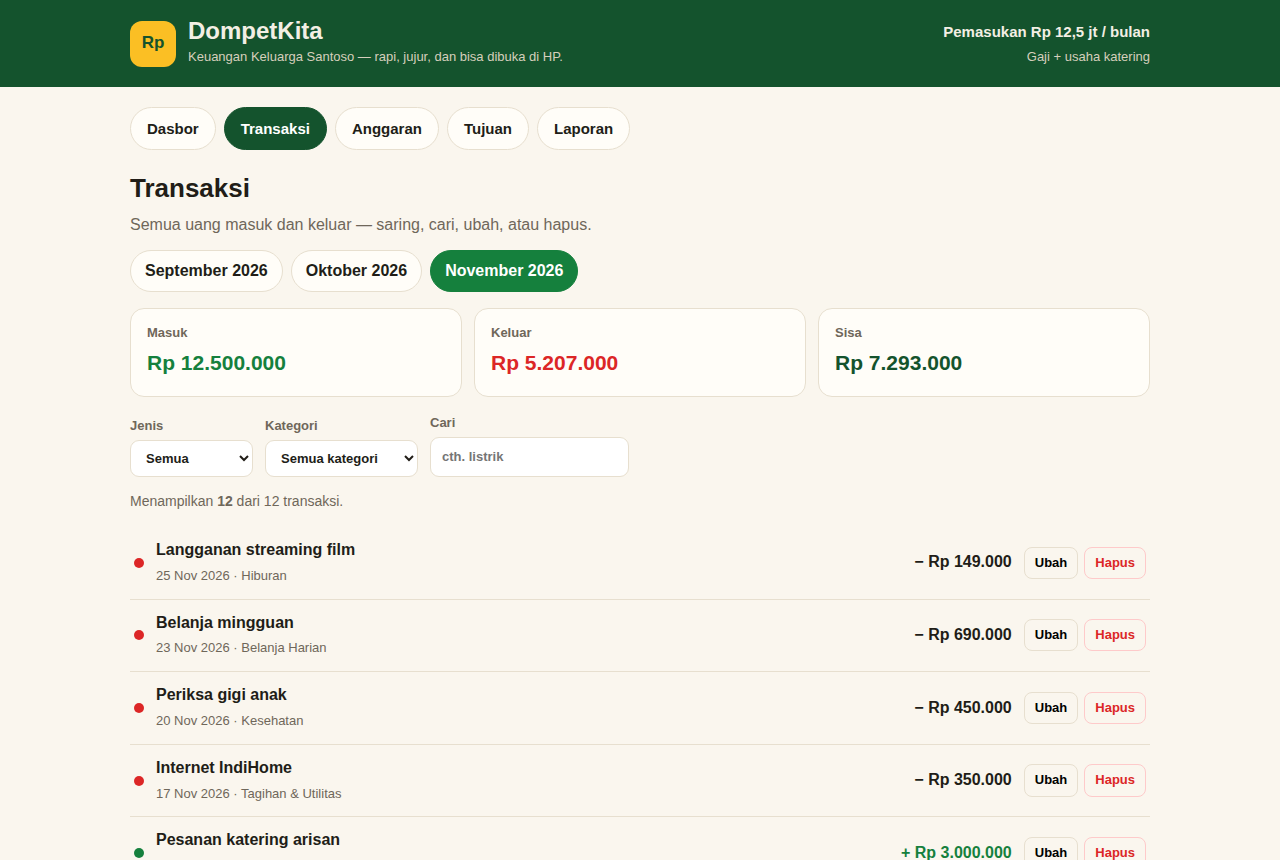 Rp
DompetKita
Keuangan Keluarga Santoso — rapi, jujur, dan bisa dibuka di HP.
Pemasukan Rp 12,5 jt / bulan
Gaji + usaha katering
Dasbor
Transaksi
Anggaran
Tujuan
Laporan
Transaksi
Semua uang masuk dan keluar — saring, cari, ubah, atau hapus.
September 2026
Oktober 2026
November 2026
Masuk
Rp 12.500.000
Keluar
Rp 5.207.000
Sisa
Rp 7.293.000
Jenis
Semua
Kategori
Semua kategori
Cari
cth. listrik
Menampilkan 12 dari 12 transaksi.
Langganan streaming film
25 Nov 2026 · Hiburan
− Rp 149.000
Ubah
Hapus
Belanja mingguan
23 Nov 2026 · Belanja Harian
− Rp 690.000
Ubah
Hapus
Periksa gigi anak
20 Nov 2026 · Kesehatan
− Rp 450.000
Ubah
Hapus
Internet IndiHome
17 Nov 2026 · Tagihan & Utilitas
− Rp 350.000
Ubah
Hapus
Pesanan katering arisan
+ Rp 3.000.000
Ubah
Hapus